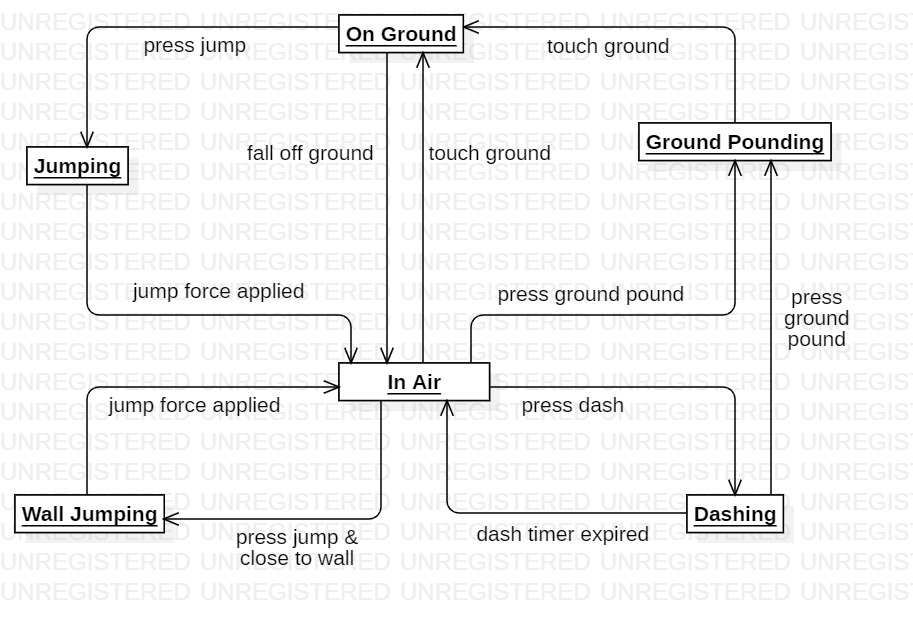 On Ground
press jump
touch ground
Ground Pounding
fall off ground
touch ground
Jumping
jump force applied
press ground pound
press
ground
pound
In Air
jump force applied
press dash
Wall Jumping
Dashing
press jump &
close to wall
dash timer expired
UNREGISTERED UNREGISTERED UNREGISTERED UNREGISTERED UNREGIS